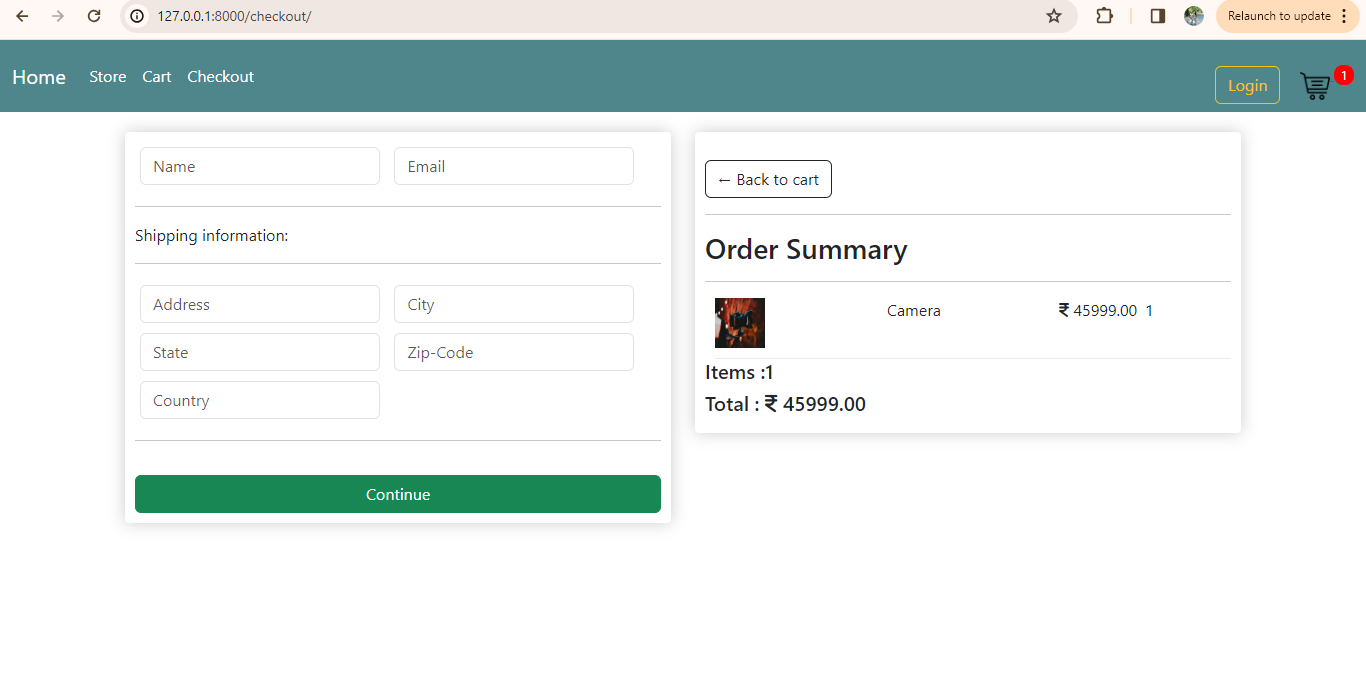 127.0.0.1:8000/checkout/
Relaunch to update
Home Store Cart Checkout
Login
1
Name Email
Shipping information:
Address City
State Zip-Code
Country
Continue
← Back to cart
Order Summary
Camera ₹ 45999.00 1
Items :1
Total : ₹ 45999.00